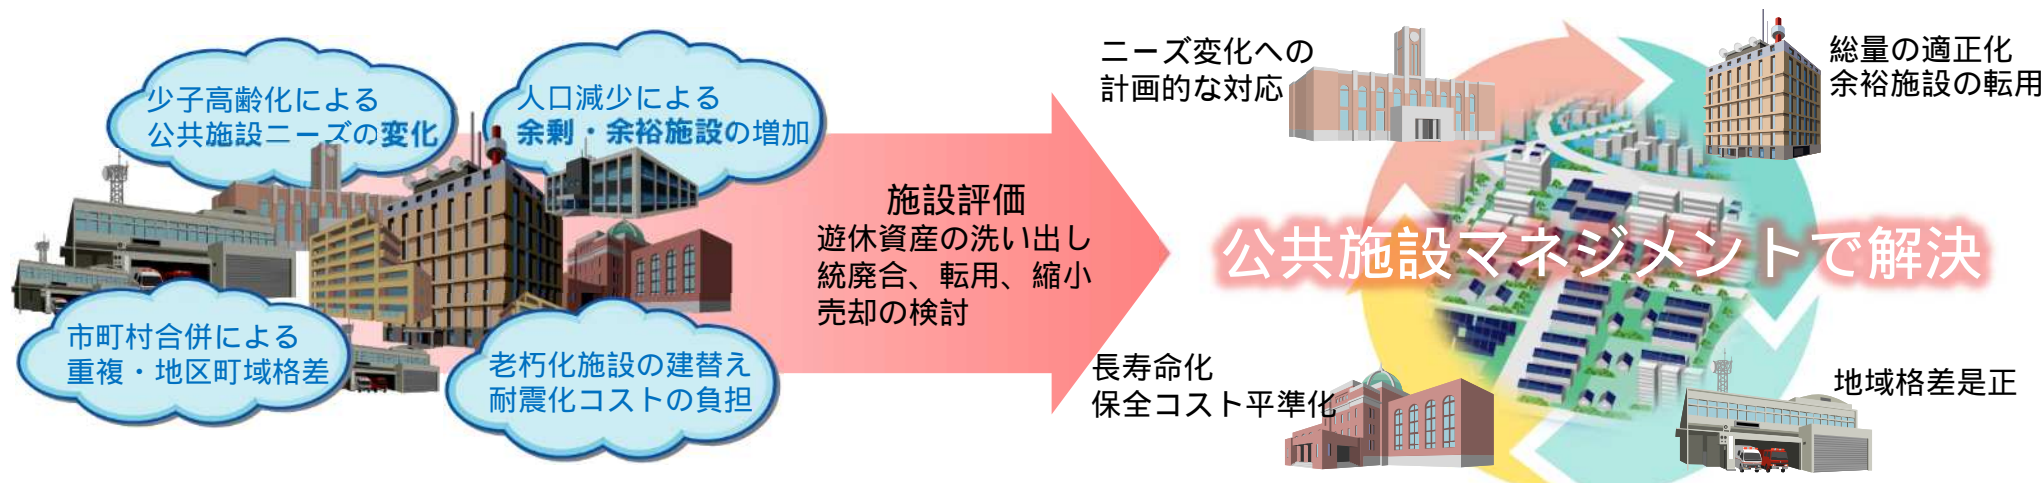 少子高齢化による
公共施設ニーズの変化
人口減少による
余剰・余裕施設の増加
市町村合併による
重複・地区町域格差
老朽化施設の建替え
耐震化コストの負担
施設評価
遊休資産の洗い出し
統廃合、転用、縮小
売却の検討
ニーズ変化への
計画的な対応
総量の適正化
余裕施設の転用
公共施設マネジメントで解決
長寿命化
保全コスト平準化
地域格差是正